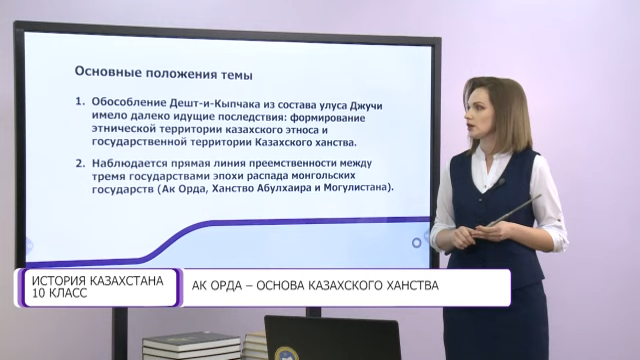 Основные положения темы
1. Обособление Дешт-и-Кыпчака из состава улуса Джучи
имело далеко идущие последствия: формирование
этнической территории казахского этноса и
государственной территории Казахского ханства.
2. Наблюдается прямая линия преемственности между
тремя государствами эпохи распада монгольских
государств (Ак Орда, Ханство Абулхаира и Могулистана).
ИСТОРИЯ КАЗАХСТАНА
10 КЛАСС
АК ОРДА – ОСНОВА КАЗАХСКОГО ХАНСТВА